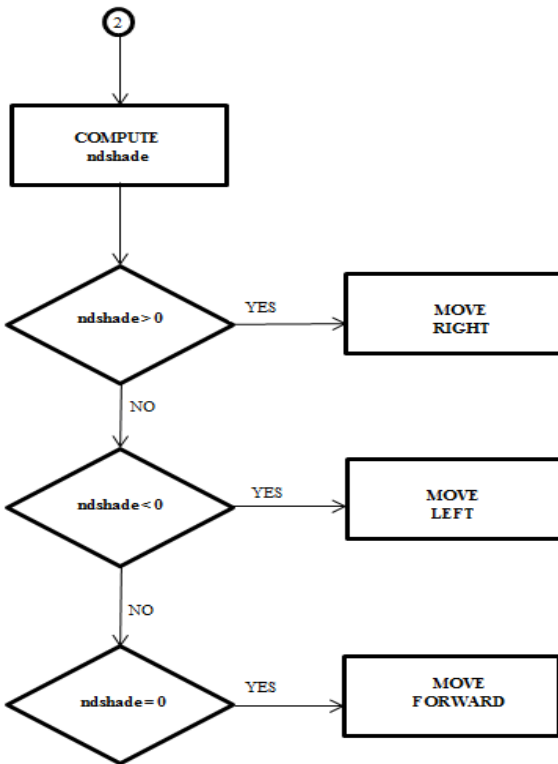 2
COMPUTE
ndshade
ndshade > 0
YES
MOVE
RIGHT
NO
ndshade < 0
YES
MOVE
LEFT
NO
ndshade = 0
YES
MOVE
FORWARD